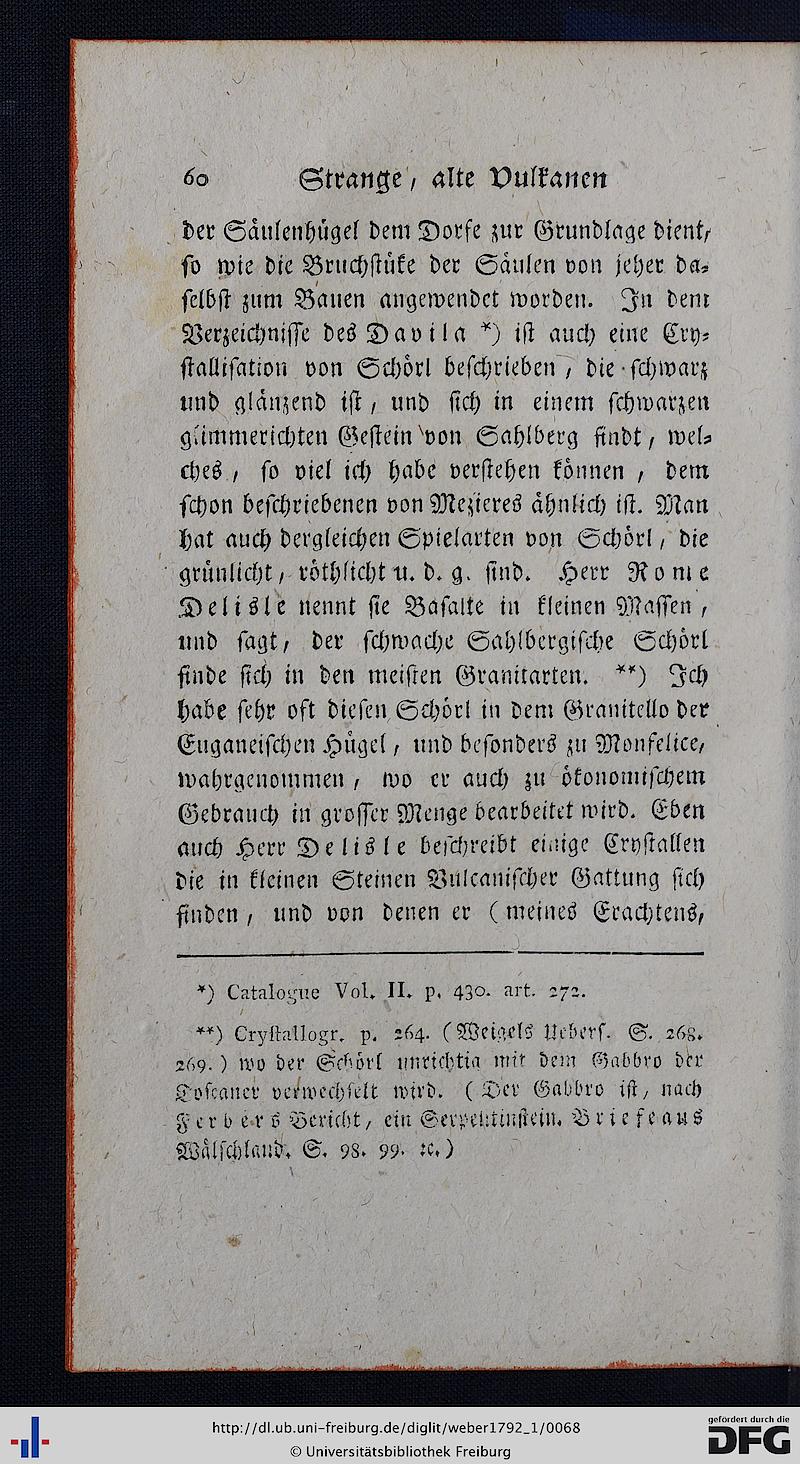 60 Strange, alte Vulkanen
der Säulenhügel dem Dorfe zur Grundlage dient,
so wie die Bruchstüke der Säulen von jeher da-
selbst zum Bauen angewendet worden. In dem
Verzeichnisse des Davila *) ist auch eine Cry-
stallisation von Schörl beschrieben, die schwarz
und glänzend ist, und sich in einem schwarzen
glimmerichten Gestein von Sahlberg findt, wel-
ches, so viel ich habe verstehen können, dem
schon beschriebenen von Mezieres ähnlich ist. Man
hat auch dergleichen Spielarten von Schörl, die
grünlicht, röthlicht u. d. g. sind. Herr Rome
Delisle nennt sie Basalte in kleinen Massen,
und sagt, der schwache Sahlbergische Schörl
finde sich in den meisten Granitarten. **) Ich
habe sehr oft diesen Schörl in dem Granitello der
Euganeischen Hügel, und besonders zu Monselice,
wahrgenommen, wo er auch zu ökonomischem
Gebrauch in grosser Menge bearbeitet wird. Eben
auch Herr Delisle beschreibt einige Crystallen
die in kleinen Steinen Vulcanischer Gattung sich
finden, und von denen er (meines Erachtens,
*) Catalogue Vol. II. p. 430. art. 272.
**) Crystallogr. p. 264. (Weigels Uebers. S. 268.
269.) wo der Schörl unrichtig mit dem Gabbro der
Toscaner verwechselt wird. (Der Gabbro ist, nach
Ferbers Bericht, ein Serpentinstein. Briefe aus
Wälschland. S. 98. 99. ꝛc.)
http://dl.ub.uni-freiburg.de/diglit/weber1792_1/0068
© Universitätsbibliothek Freiburg
gefördert durch die
DFG